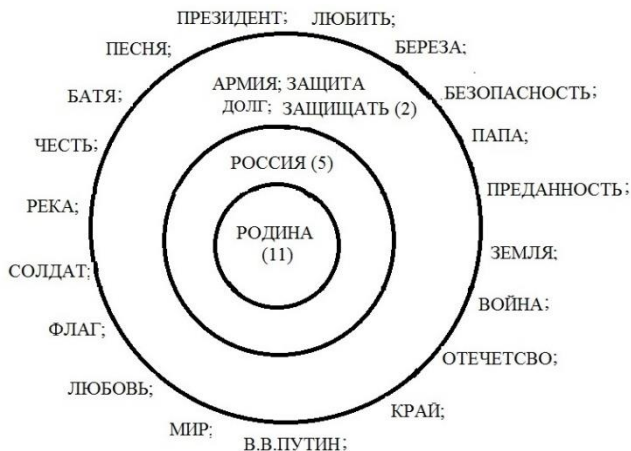 ПРЕЗИДЕНТ; ЛЮБИТЬ;
ПЕСНЯ; БЕРЕЗА;
БАТЯ; АРМИЯ; ЗАЩИТА БЕЗОПАСНОСТЬ;
ДОЛГ; ЗАЩИЩАТЬ (2)
ЧЕСТЬ; ПАПА;
РОССИЯ (5)
ПРЕДАННОСТЬ;
РЕКА;
РОДИНА
(11)
ЗЕМЛЯ;
СОЛДАТ;
ВОЙНА;
ФЛАГ;
ОТЕЧЕТСВО;
ЛЮБОВЬ;
КРАЙ;
МИР;
В.В.ПУТИН;